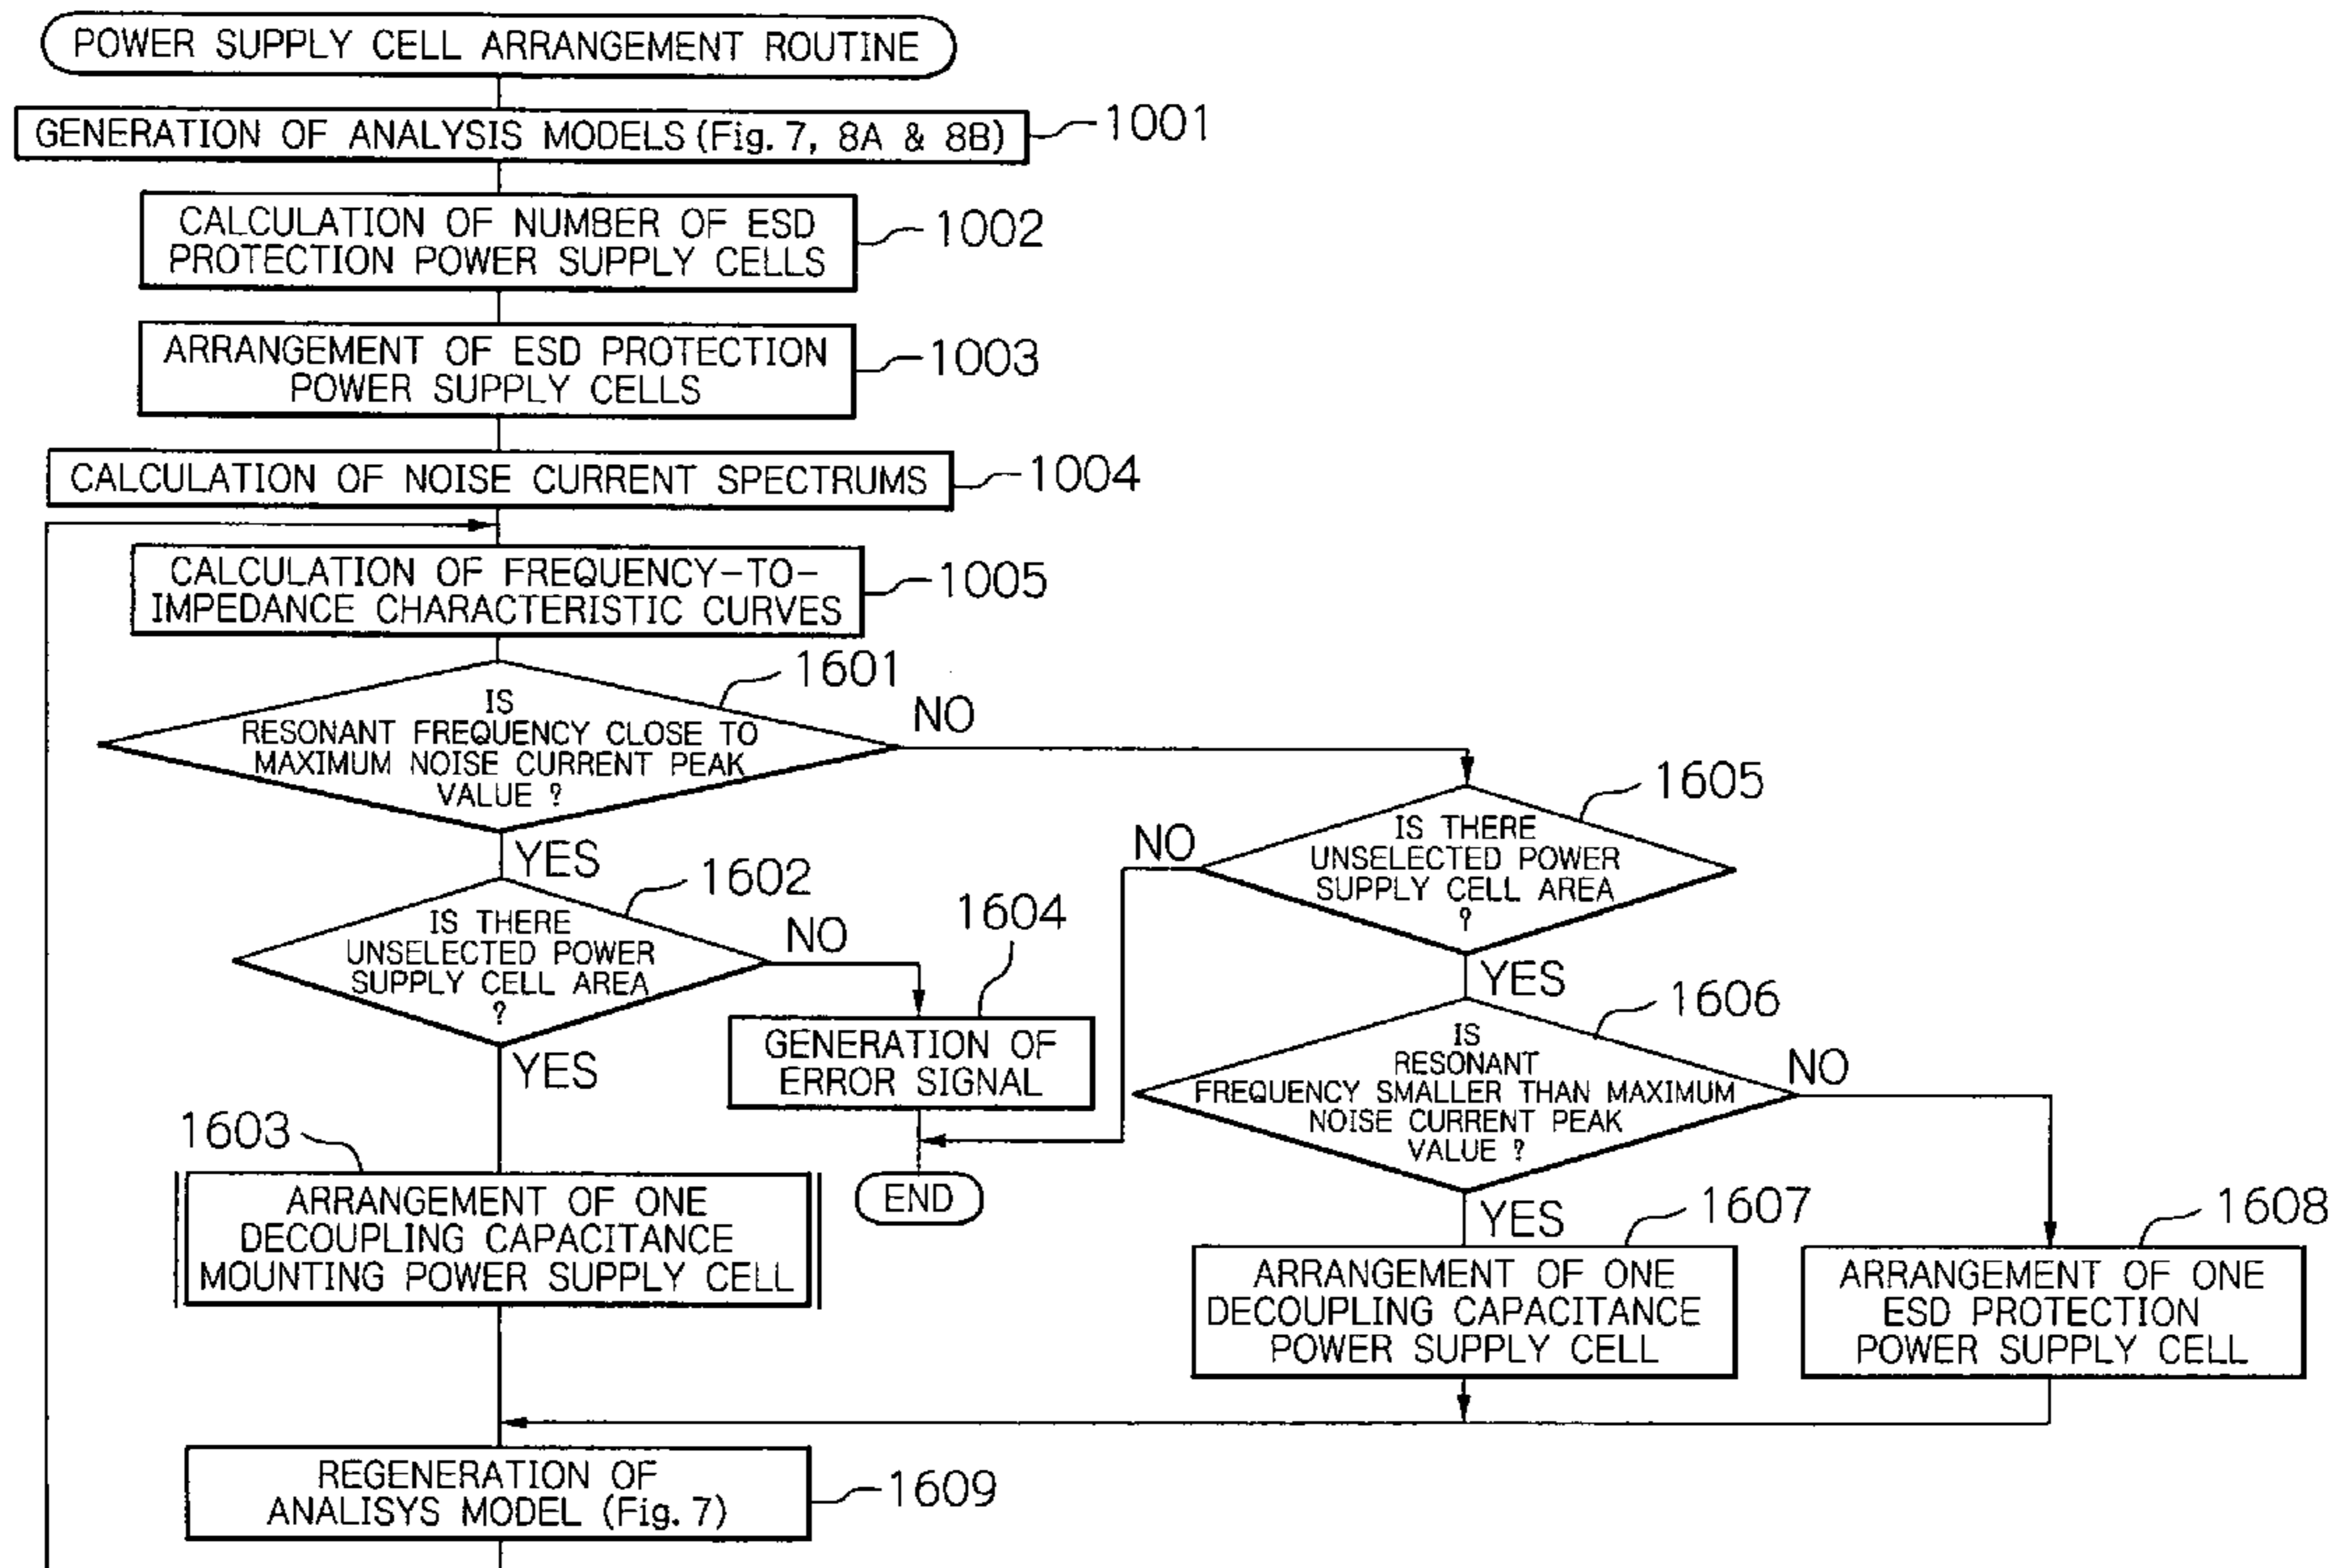 POWER SUPPLY CELL ARRANGEMENT ROUTINE
GENERATION OF ANALYSIS MODELS (Fig. 7, 8A & 8B)
1001
CALCULATION OF NUMBER OF ESD
PROTECTION POWER SUPPLY CELLS
1002
ARRANGEMENT OF ESD PROTECTION
POWER SUPPLY CELLS
1003
CALCULATION OF NOISE CURRENT SPECTRUMS
1004
CALCULATION OF FREQUENCY-TO-
IMPEDANCE CHARACTERISTIC CURVES
1005
1601
IS
RESONANT FREQUENCY CLOSE TO
MAXIMUM NOISE CURRENT PEAK
VALUE ?
NO
YES
1602
IS THERE
UNSELECTED POWER
SUPPLY CELL AREA
?
NO
YES
1604
GENERATION OF
ERROR SIGNAL
END
1603
ARRANGEMENT OF ONE
DECOUPLING CAPACITANCE
MOUNTING POWER SUPPLY CELL
1605
IS THERE
UNSELECTED POWER
SUPPLY CELL AREA
?
NO
YES
1606
IS
RESONANT
FREQUENCY SMALLER THAN MAXIMUM
NOISE CURRENT PEAK
VALUE ?
NO
YES
1607
ARRANGEMENT OF ONE
DECOUPLING CAPACITANCE
POWER SUPPLY CELL
1608
ARRANGEMENT OF ONE
ESD PROTECTION
POWER SUPPLY CELL
REGENERATION OF
ANALISYS MODEL (Fig. 7)
1609